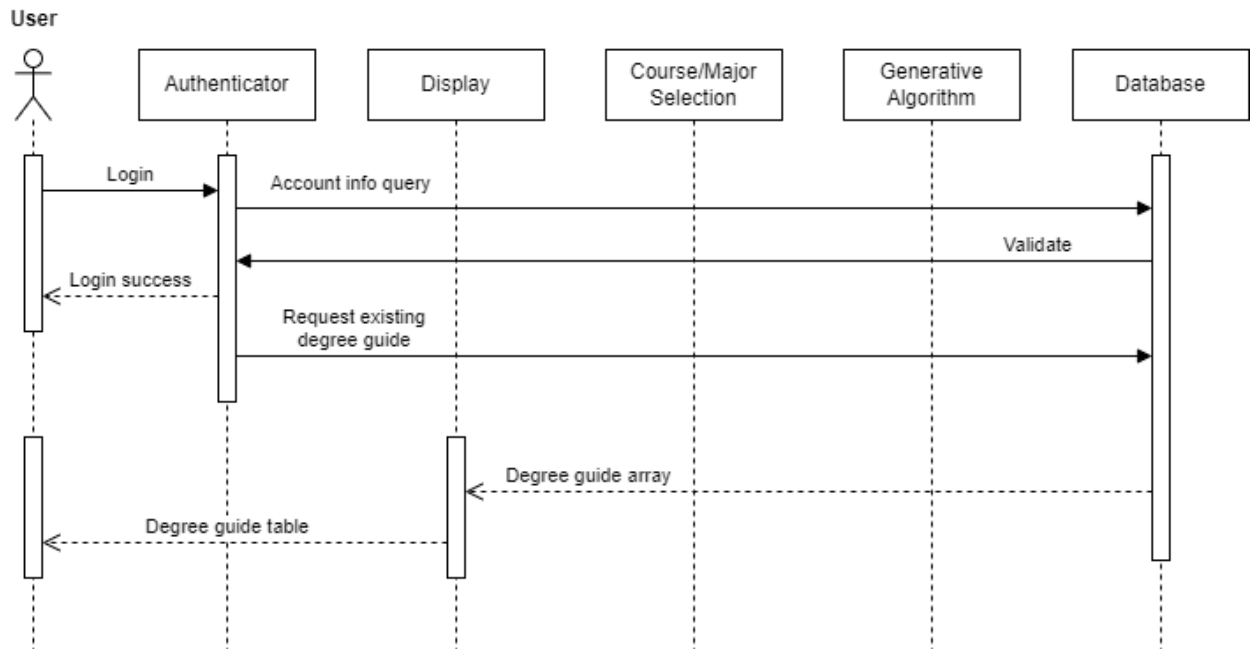 User
Authenticator
Display
Course/Major
Selection
Generative
Algorithm
Database
Login
Account info query
Validate
Login success
Request existing
degree guide
Degree guide array
Degree guide table